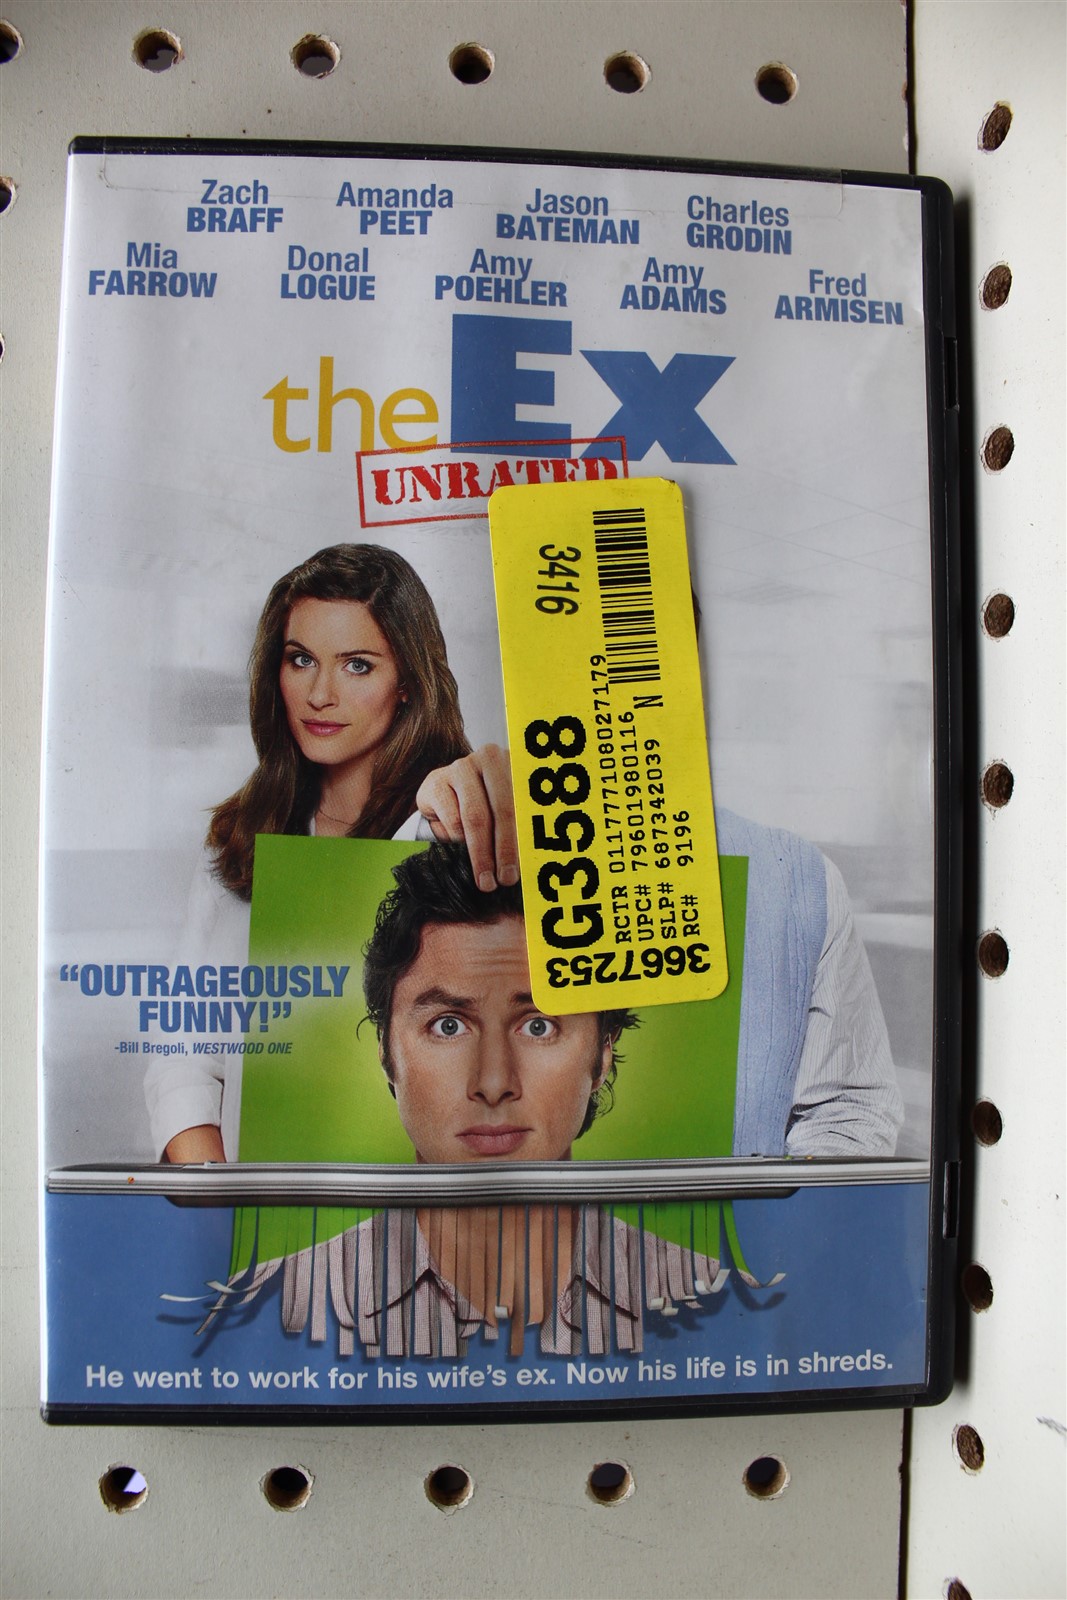 Zach
BRAFF
Amanda
PEET
Jason
BATEMAN
Charles
GRODIN
Mia
FARROW
Donal
LOGUE
Amy
POEHLER
Amy
ADAMS
Fred
ARMISEN
the Ex
UNRATED
3416
N
G3588
RCTR 011777108027179
UPC# 79601980116
SLP# 687342039
RC# 9196
3667253
“OUTRAGEOUSLY
FUNNY!”
-Bill Bregoli, WESTWOOD ONE
He went to work for his wife's ex. Now his life is in shreds.